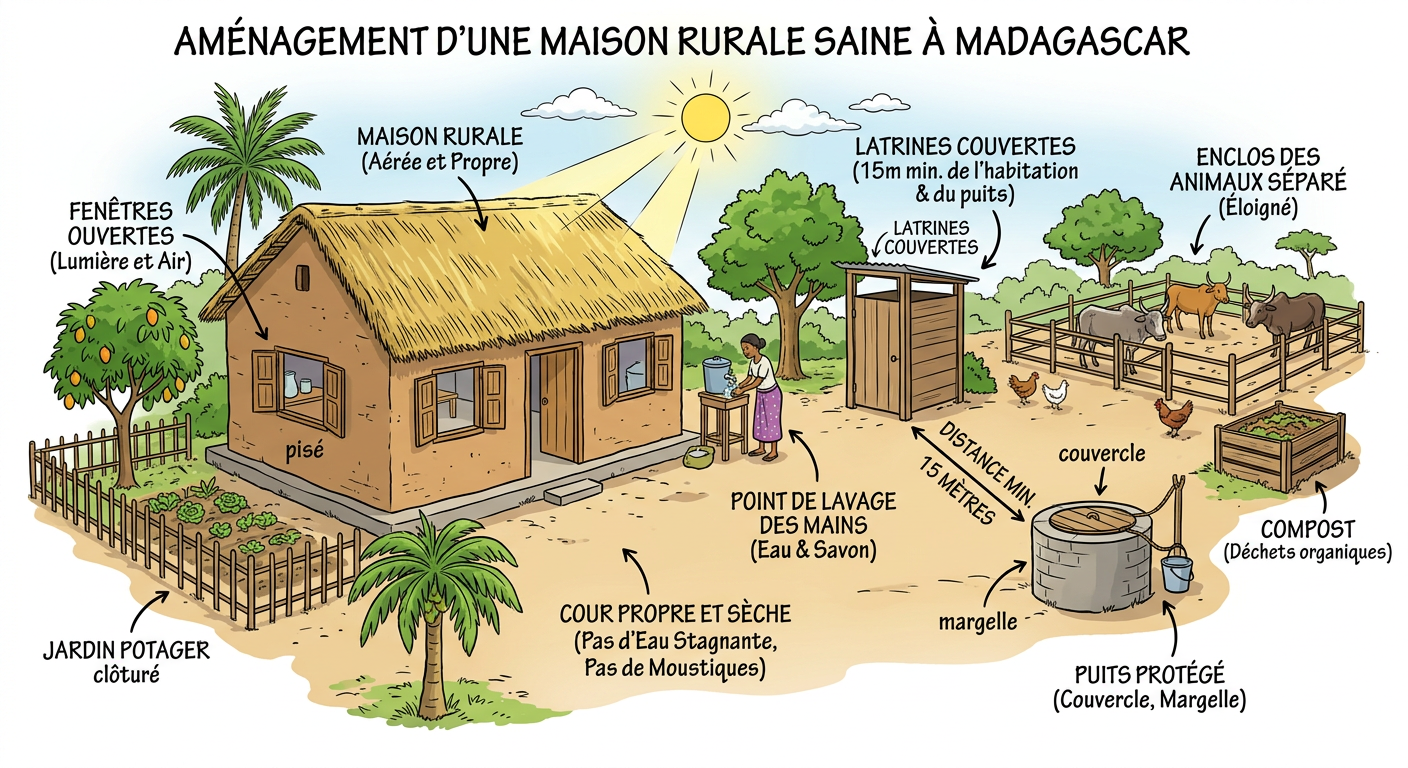 AMÉNAGEMENT D'UNE MAISON RURALE SAINE À MADAGASCAR
MAISON RURALE
(Aérée et Propre)
FENÊTRES
OUVERTES
(Lumière et Air)
LATRINES COUVERTES
(15m min. de l'habitation
& du puits)
LATRINES
COUVERTES
ENCLOS DES
ANIMAUX SÉPARÉ
(Éloigné)
pisé
DISTANCE MIN.
15 MÈTRES
couvercle
POINT DE LAVAGE
DES MAINS
(Eau & Savon)
COMPOST
(Déchets organiques)
COUR PROPRE ET SÈCHE
(Pas d'Eau Stagnante,
Pas de Moustiques)
margelle
JARDIN POTAGER
clôturé
PUITS PROTÉGÉ
(Couvercle, Margelle)